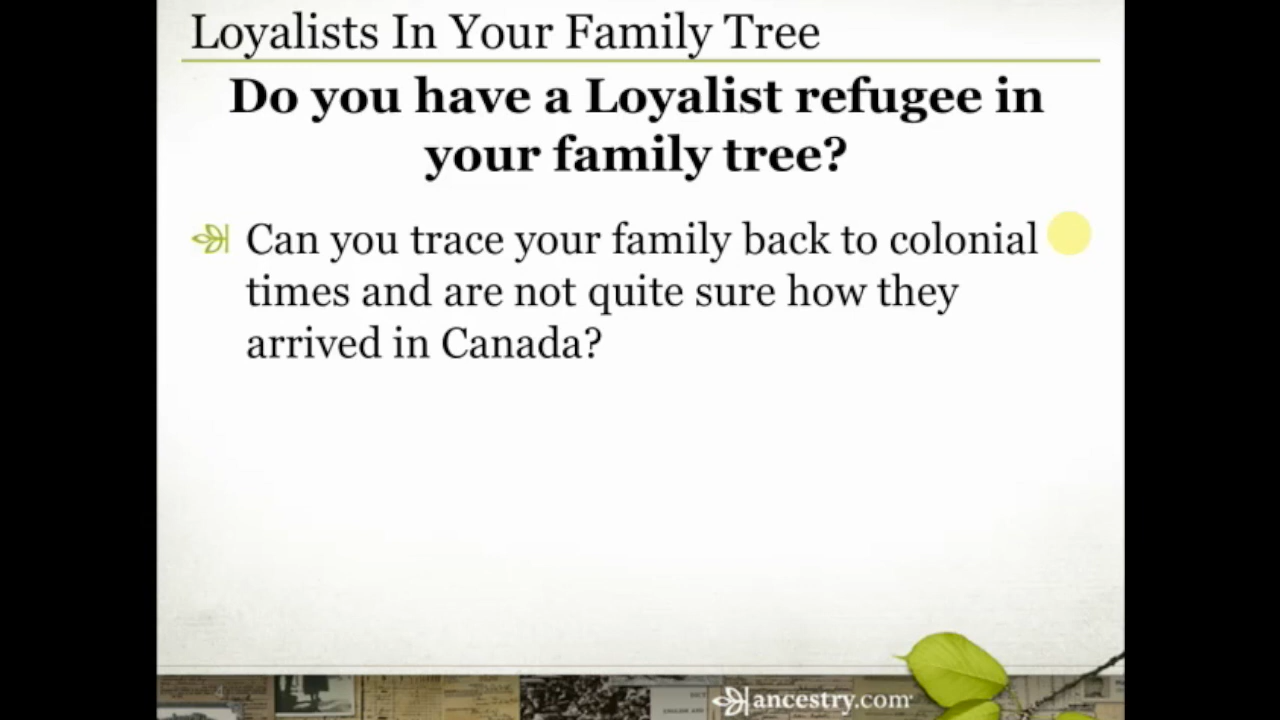 Loyalists In Your Family Tree
Do you have a Loyalist refugee in
your family tree?
Can you trace your family back to colonial
times and are not quite sure how they
arrived in Canada?
ancestry.com